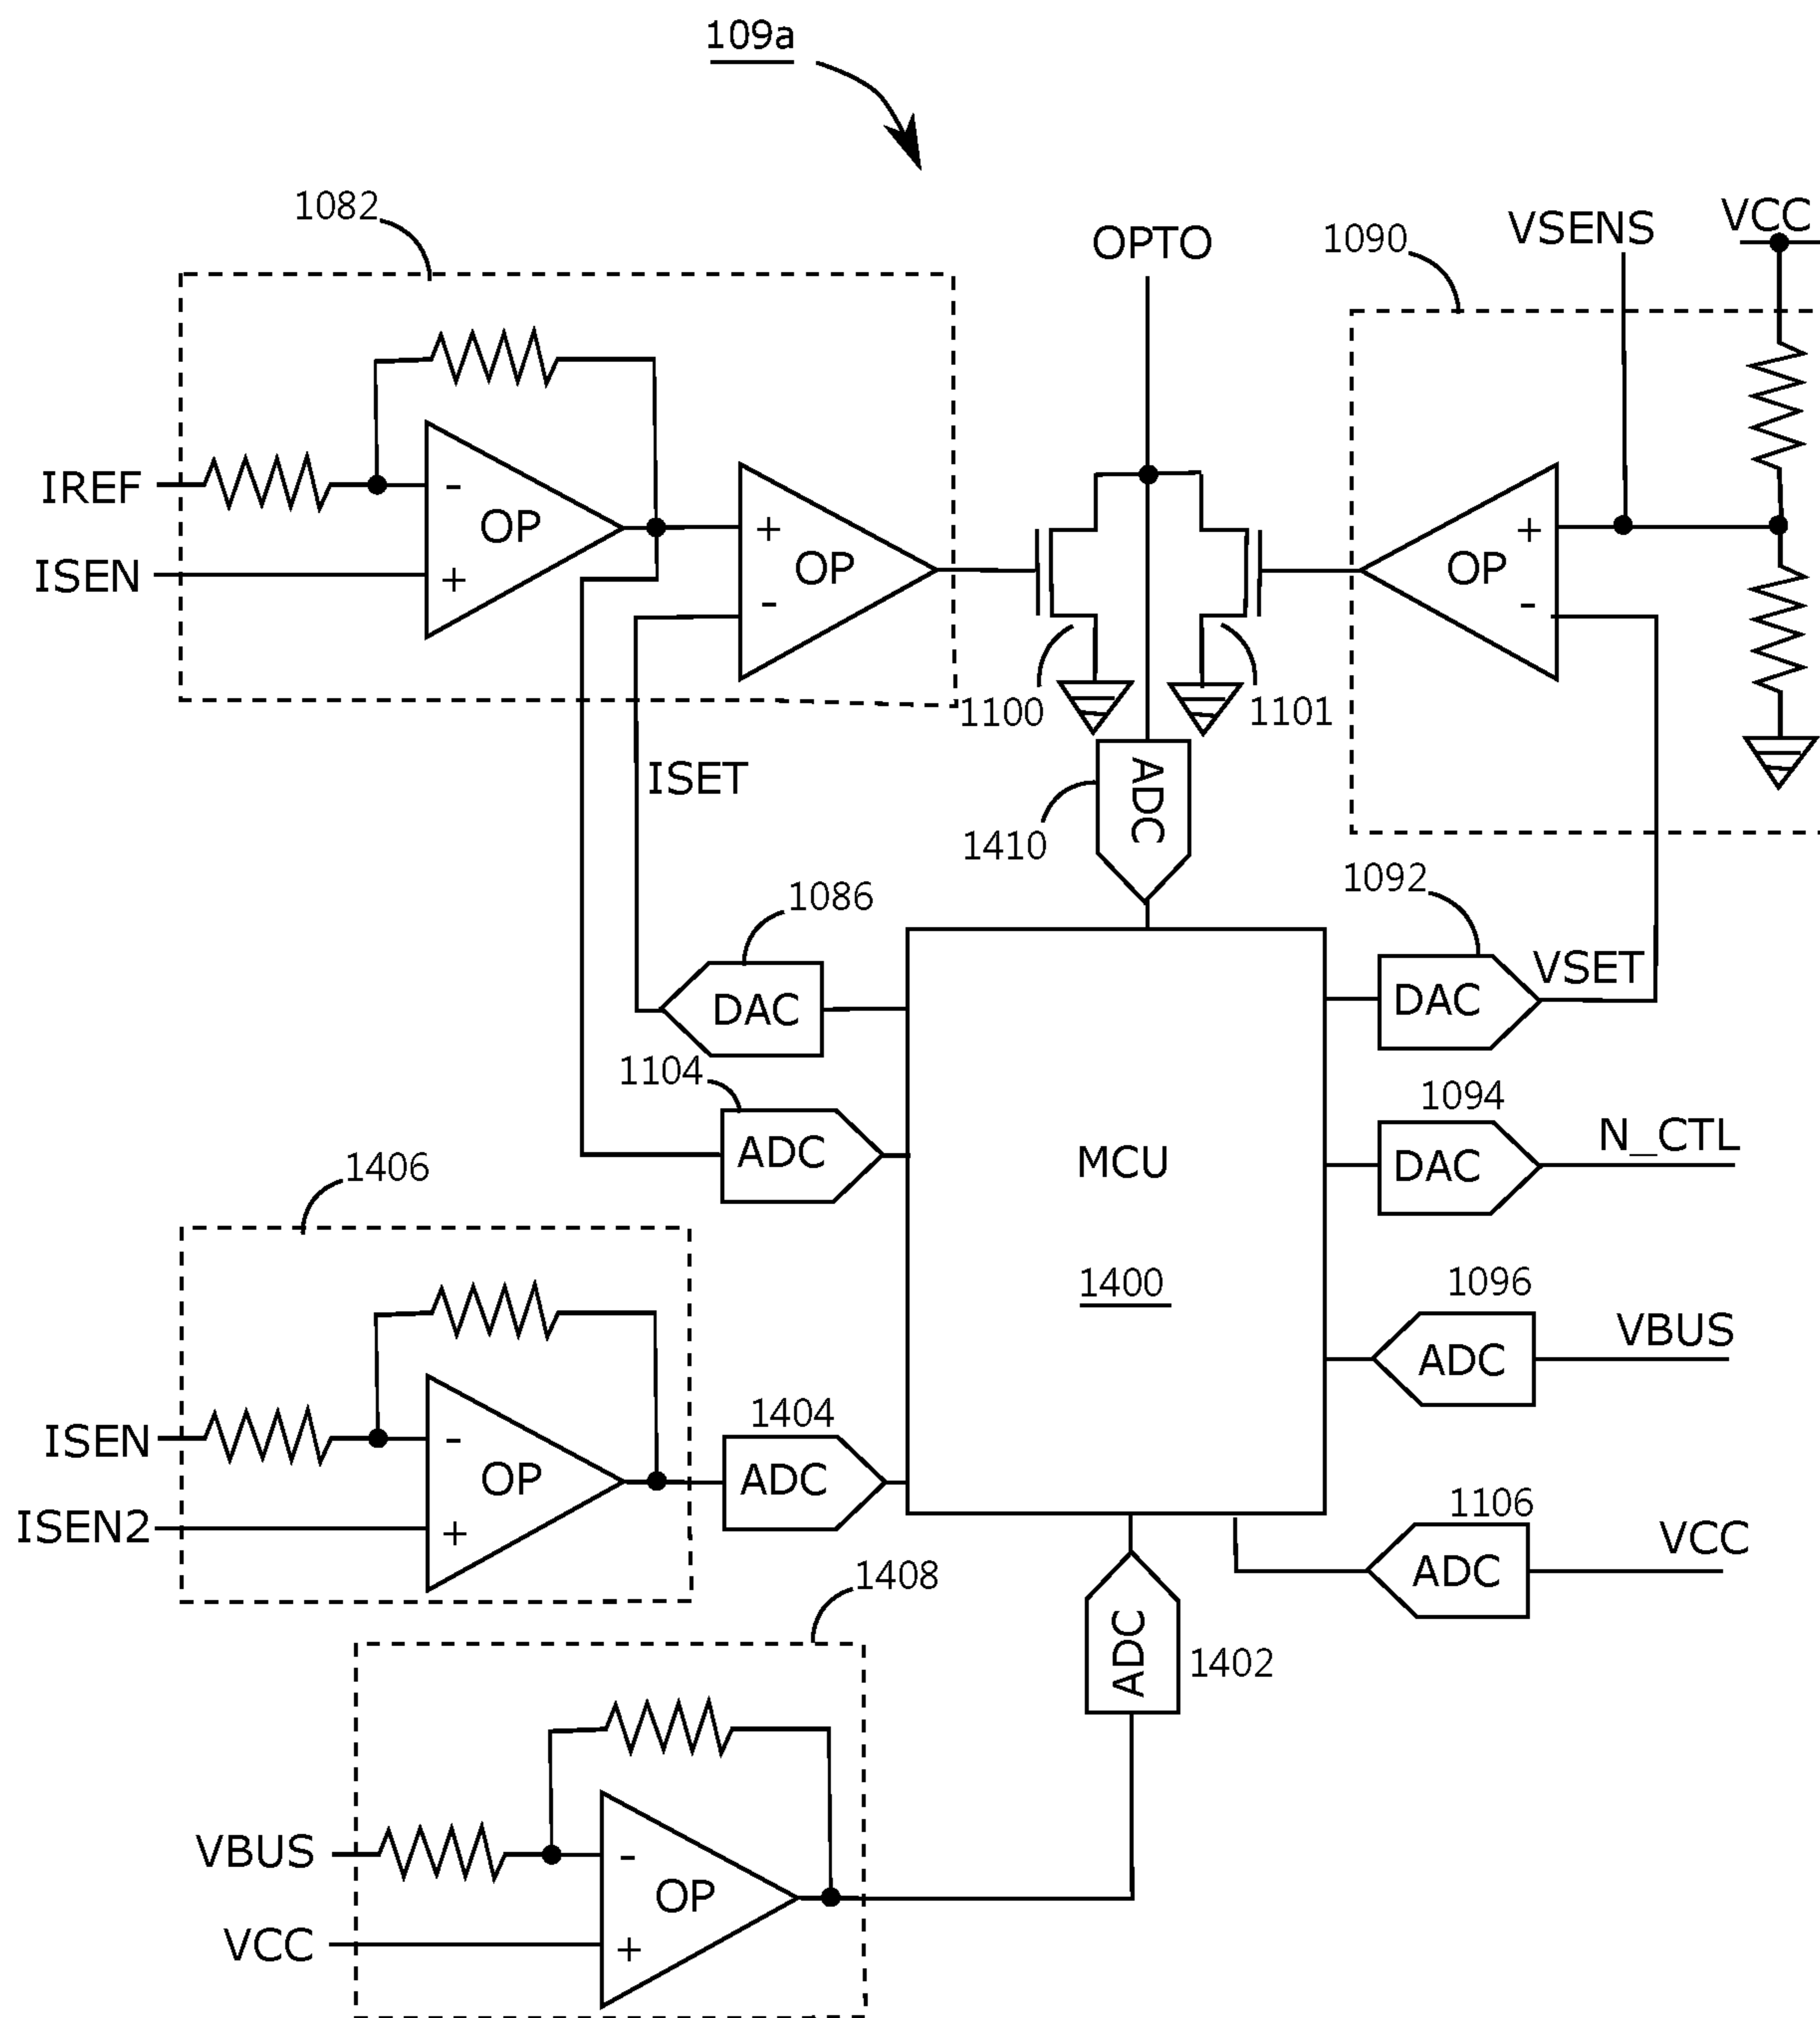 109a
1082
OPTO
1090
VSENS
VCC
IREF
-
OP
+
OP
-
+
OP
-
ISEN
+
1100
1101
ISET
ADC
1410
1086
DAC
1092
DAC
VSET
1104
ADC
MCU
1400
1094
DAC
N_CTL
1406
1096
ADC
VBUS
ISEN
-
OP
ISEN2
+
1404
ADC
1106
ADC
VCC
1408
ADC
1402
VBUS
-
OP
VCC
+